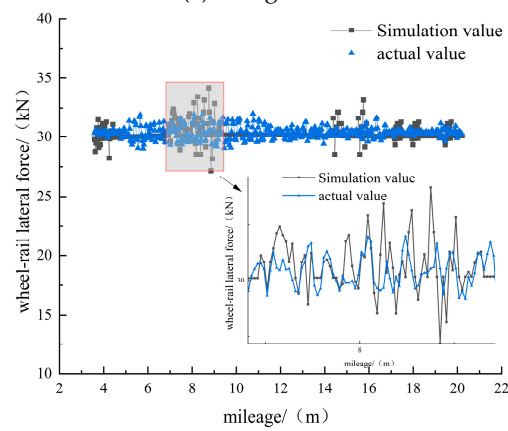 Simulation value
actual value
wheel-rail lateral force/（kN）
40
35
30
25
20
15
10
2 4 6 8 10 12 14 16 18 20 22
mileage/（m）
Simulation valuc
actual value
wheel-rail lateral force/（kN）
30
8
mileage/（m）